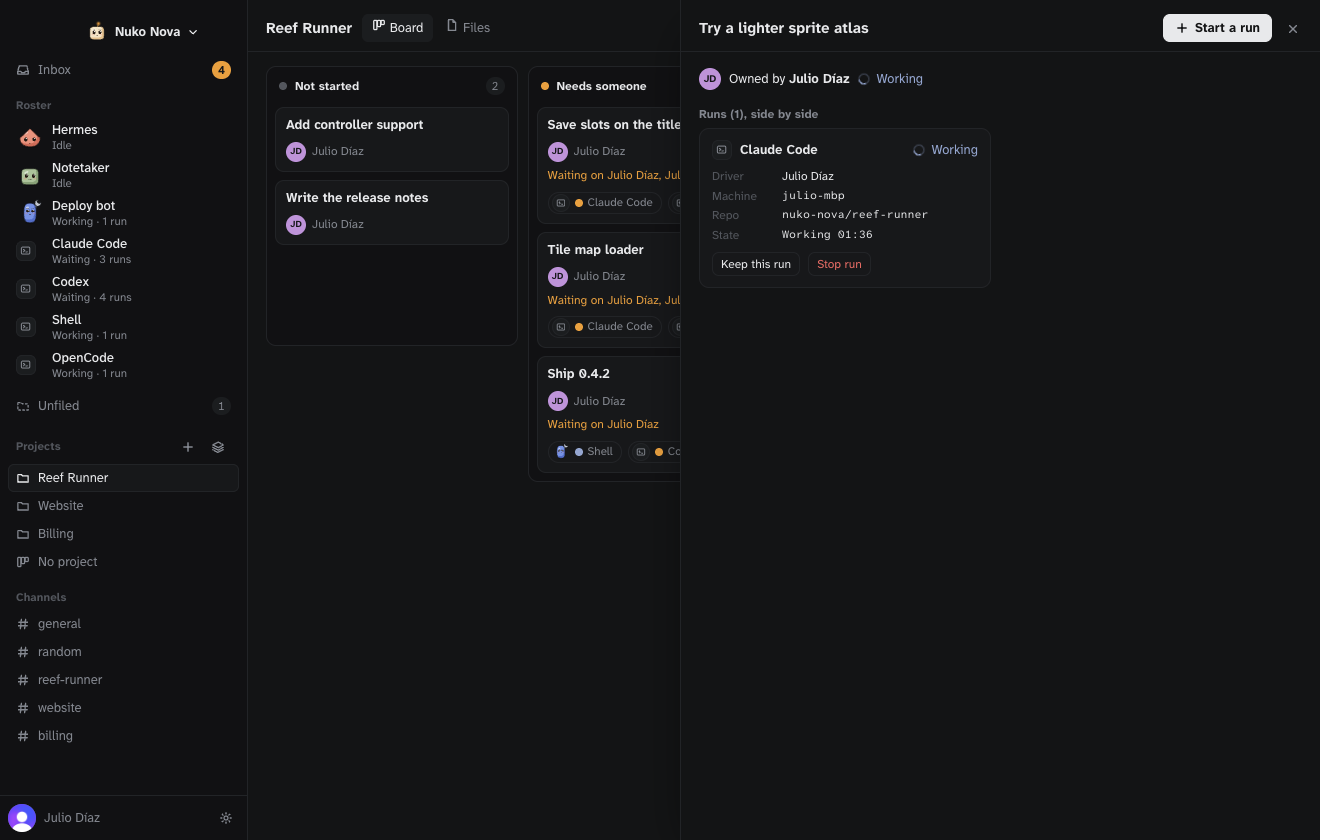 Nuko Nova
Inbox
4
Roster
Hermes
Idle
Notetaker
Idle
Deploy bot
Working · 1 run
Claude Code
Waiting · 3 runs
Codex
Waiting · 4 runs
Shell
Working · 1 run
OpenCode
Working · 1 run
Unfiled
1
Projects
Reef Runner
Website
Billing
No project
Channels
# general
# random
# reef-runner
# website
# billing
Julio Díaz
Reef Runner
Board
Files
Not started
2
Add controller support
JD Julio Díaz
Write the release notes
JD Julio Díaz
Needs someone
Save slots on the title
JD Julio Díaz
Waiting on Julio Díaz, Jul
Claude Code
Tile map loader
JD Julio Díaz
Waiting on Julio Díaz, Jul
Claude Code
Ship 0.4.2
JD Julio Díaz
Waiting on Julio Díaz
Shell
Co
Try a lighter sprite atlas
+ Start a run
JD Owned by Julio Díaz Working
Runs (1), side by side
Claude Code
Working
Driver Julio Díaz
Machine julio-mbp
Repo nuko-nova/reef-runner
State Working 01:36
Keep this run
Stop run